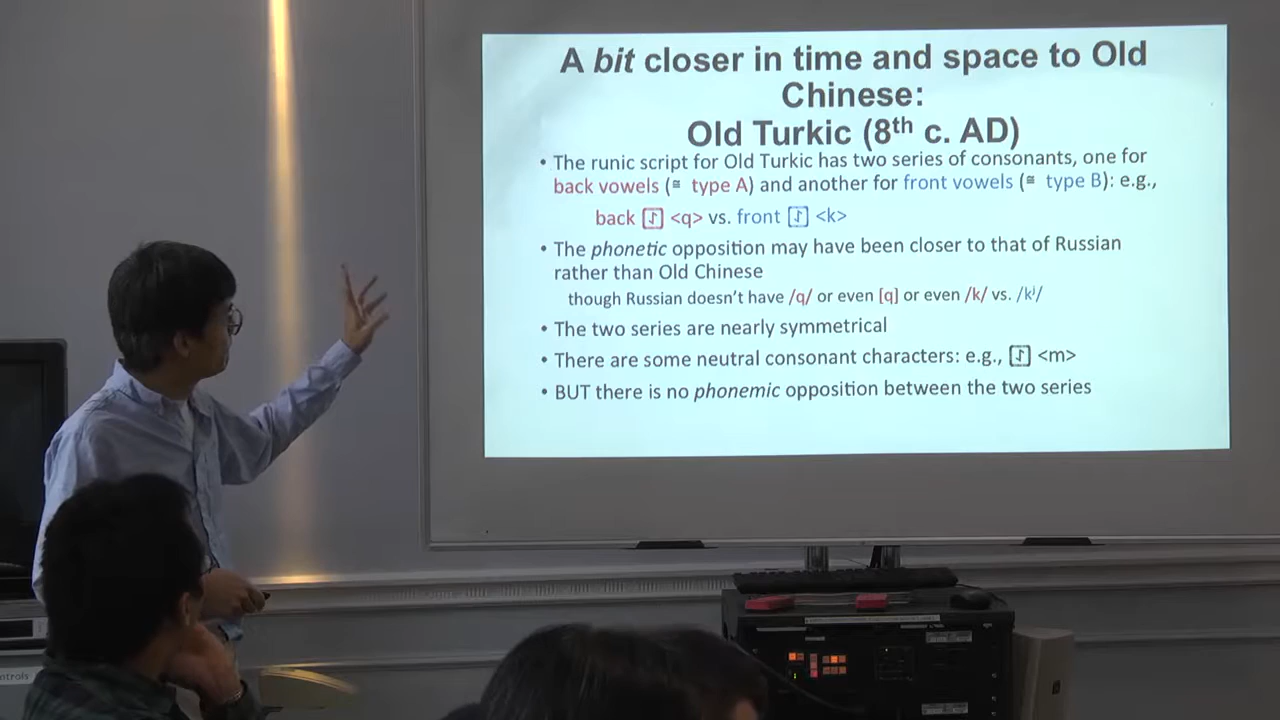 A bit closer in time and space to Old
Chinese:
Old Turkic (8th c. AD)
• The runic script for Old Turkic has two series of consonants, one for
back vowels (≅ type A) and another for front vowels (≅ type B): e.g.,
back <q> vs. front <k>
• The phonetic opposition may have been closer to that of Russian
rather than Old Chinese
though Russian doesn't have /q/ or even [q] or even /k/ vs. /kʲ/
• The two series are nearly symmetrical
• There are some neutral consonant characters: e.g., <m>
• BUT there is no phonemic opposition between the two series
ntrols